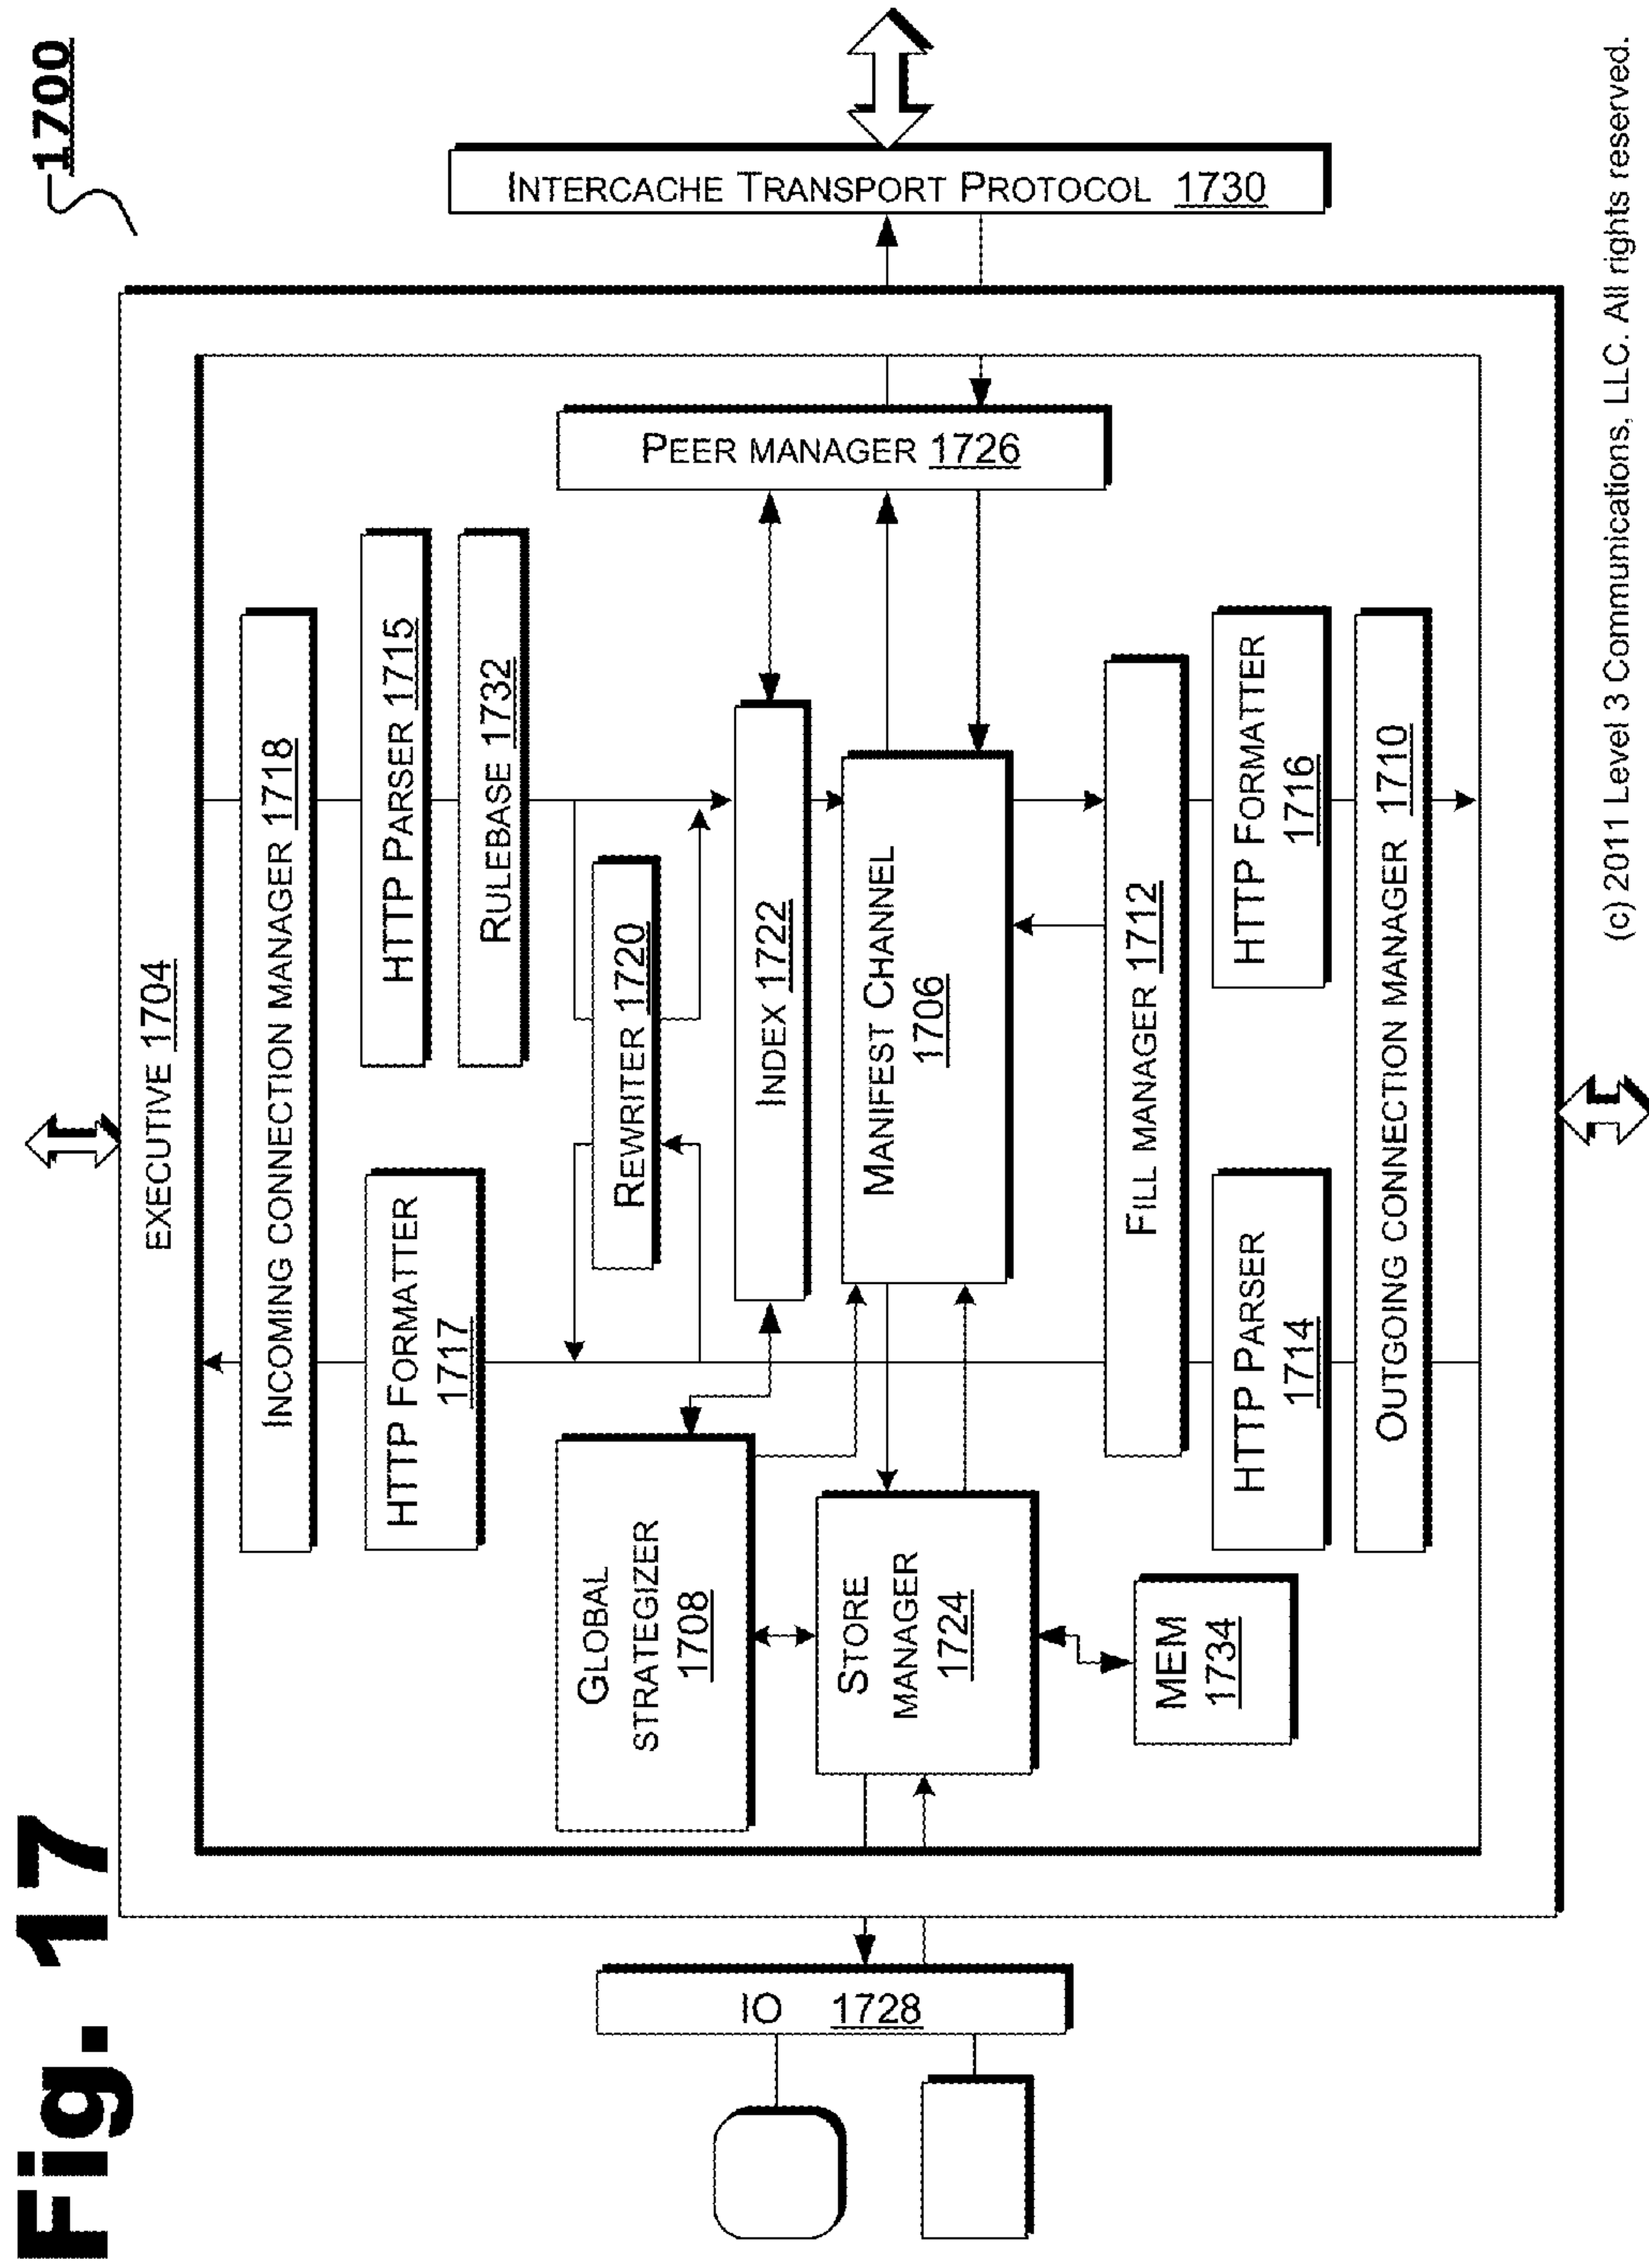 Fig. 17
1700
EXECUTIVE 1704
INCOMING CONNECTION MANAGER 1718
HTTP FORMATTER
1717
HTTP PARSER 1715
RULEBASE 1732
REWRITER 1720
GLOBAL
STRATEGIZER
1708
INDEX 1722
PEER MANAGER 1726
INTERCACHE TRANSPORT PROTOCOL 1730
IO 1728
STORE
MANAGER
1724
MANIFEST CHANNEL
1706
MEM
1734
FILL MANAGER 1712
HTTP PARSER
1714
HTTP FORMATTER
1716
OUTGOING CONNECTION MANAGER 1710
(c) 2011 Level 3 Communications, LLC. All rights reserved.